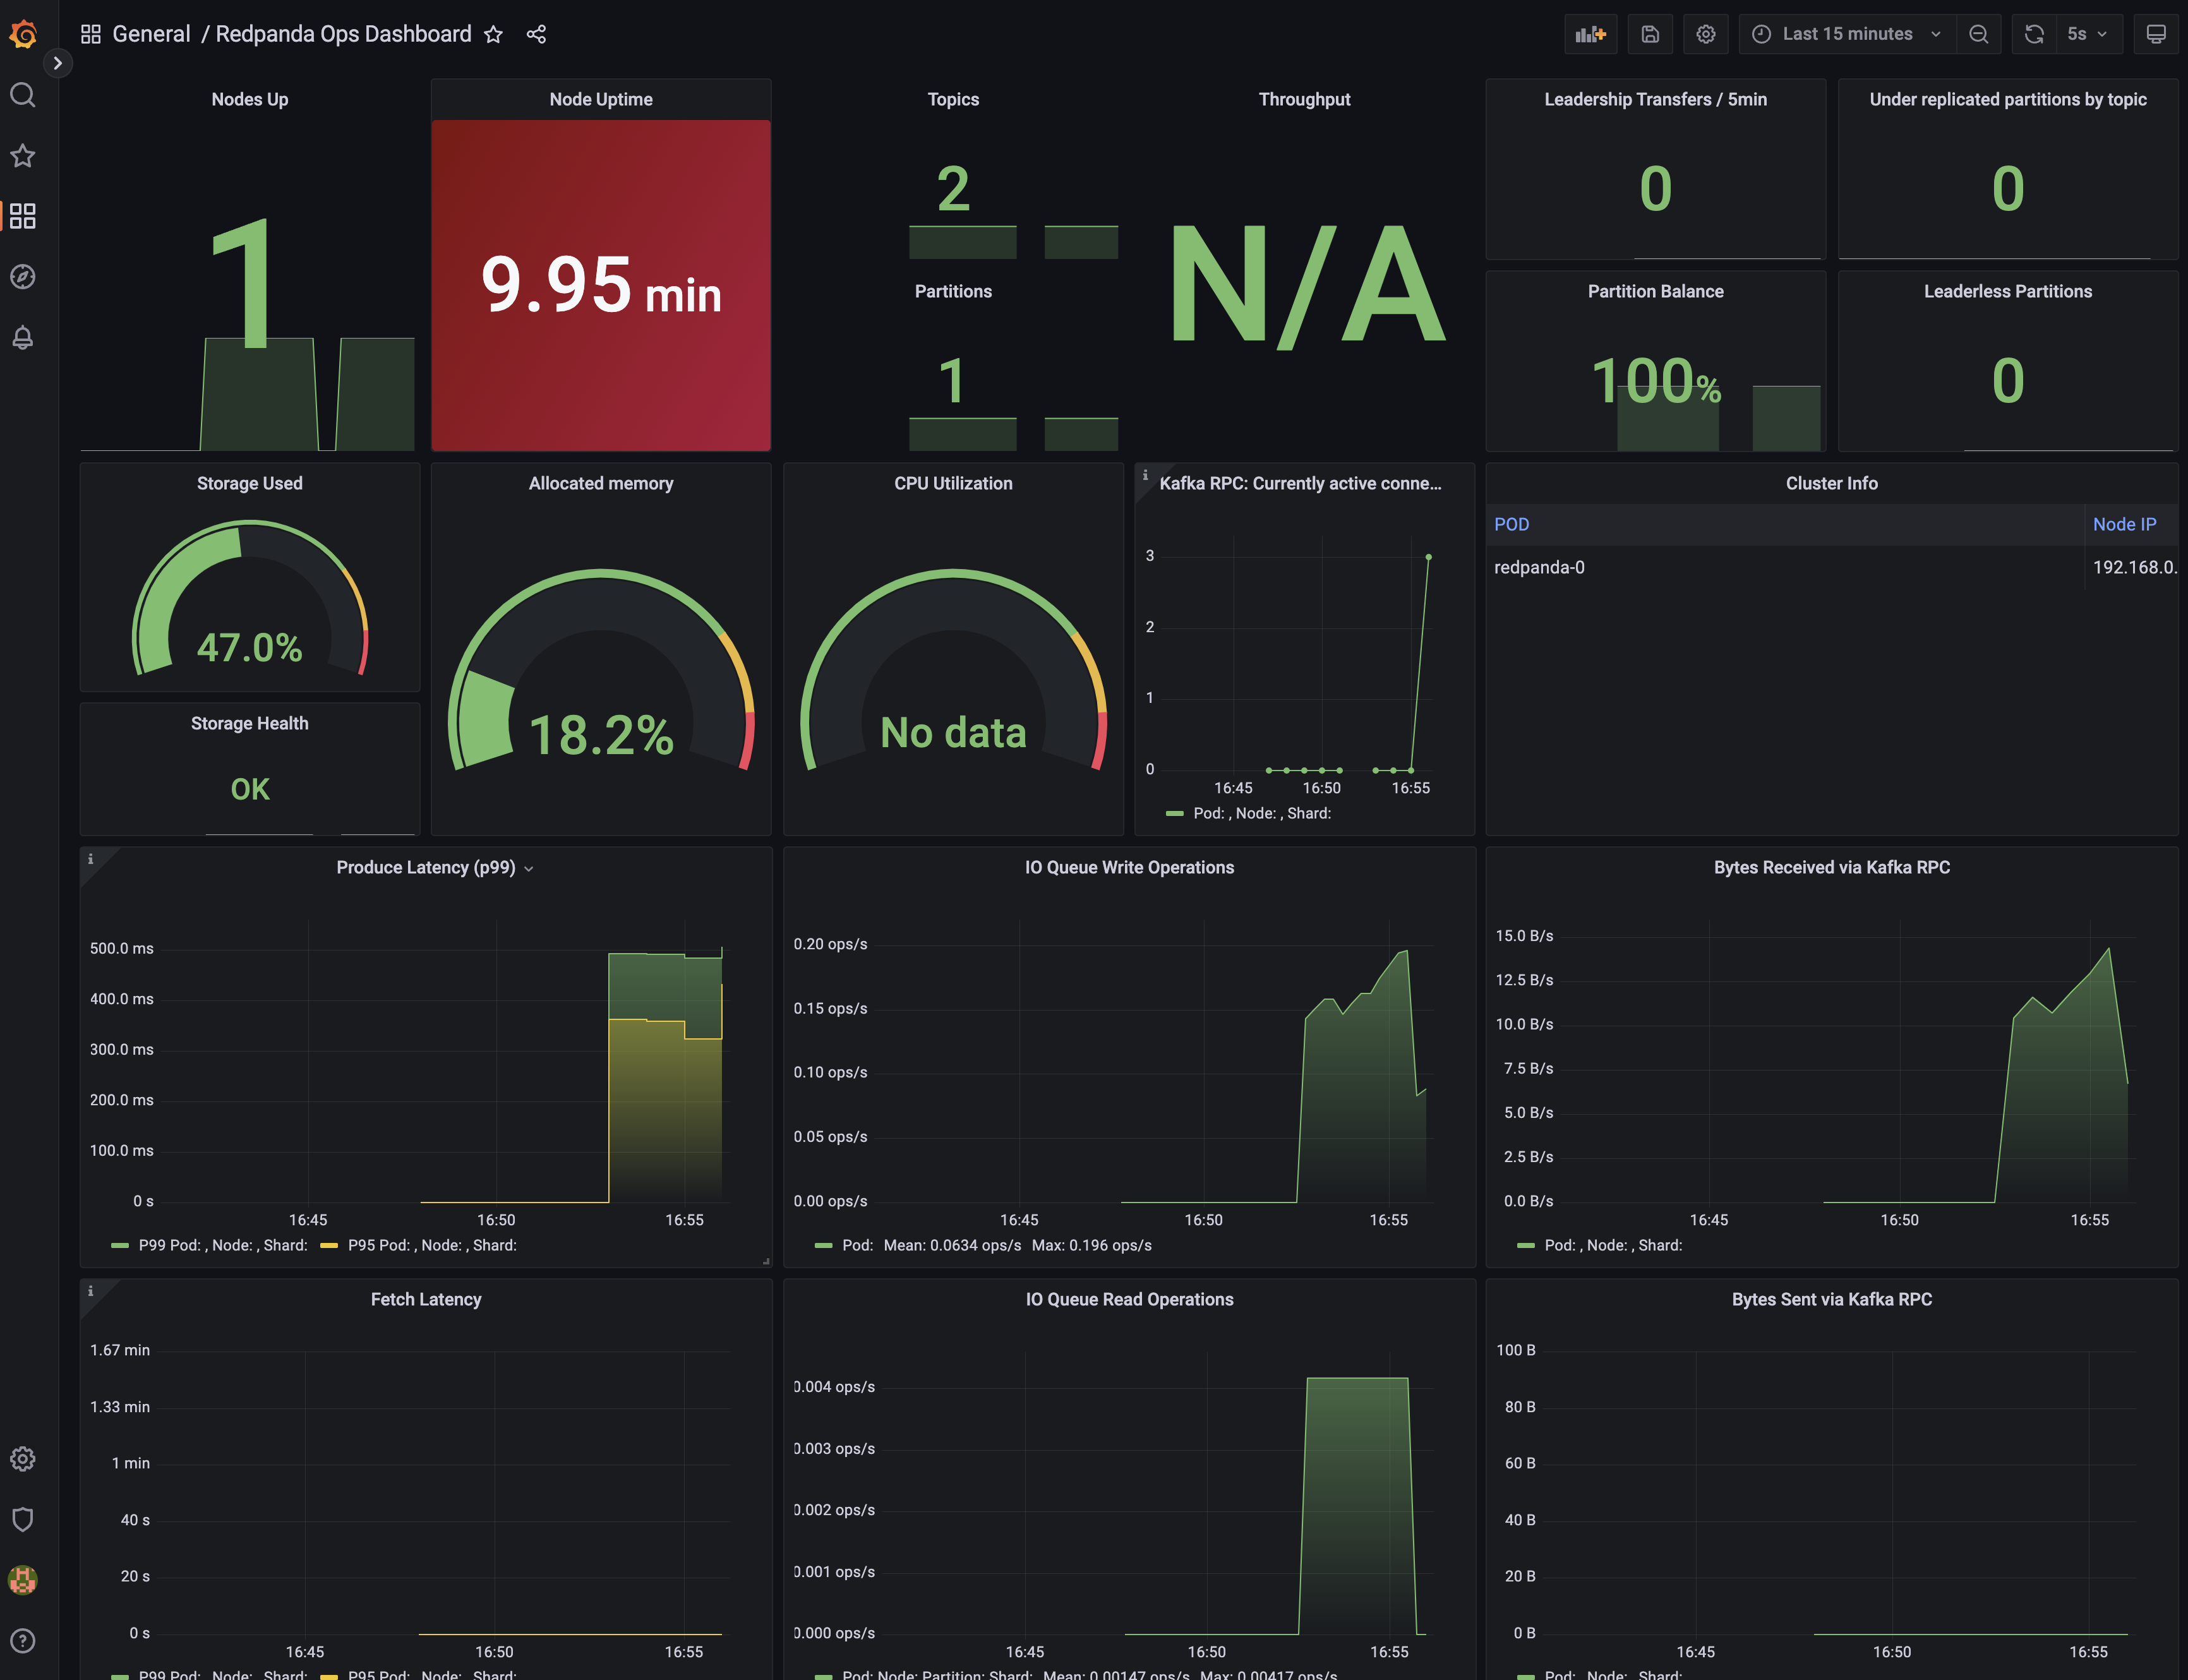 General / Redpanda Ops Dashboard
Last 15 minutes
5s
Nodes Up
1
Node Uptime
9.95 min
Topics
2
Partitions
1
Throughput
N/A
Leadership Transfers / 5min
0
Under replicated partitions by topic
0
Partition Balance
100%
Leaderless Partitions
0
Storage Used
47.0%
Storage Health
OK
Allocated memory
18.2%
CPU Utilization
No data
i
Kafka RPC: Currently active conne...
3
2
1
0
16:45 16:50 16:55
Pod: , Node: , Shard:
Cluster Info
POD Node IP
redpanda-0 192.168.0.
i
Produce Latency (p99)
500.0 ms
400.0 ms
300.0 ms
200.0 ms
100.0 ms
0 s
16:45 16:50 16:55
P99 Pod: , Node: , Shard: P95 Pod: , Node: , Shard:
IO Queue Write Operations
0.20 ops/s
0.15 ops/s
0.10 ops/s
0.05 ops/s
0.00 ops/s
16:45 16:50 16:55
Pod: Mean: 0.0634 ops/s Max: 0.196 ops/s
Bytes Received via Kafka RPC
15.0 B/s
12.5 B/s
10.0 B/s
7.5 B/s
5.0 B/s
2.5 B/s
0.0 B/s
16:45 16:50 16:55
Pod: , Node: , Shard:
i
Fetch Latency
1.67 min
1.33 min
1 min
40 s
20 s
0 s
16:45 16:50 16:55
P99 Pod: , Node: , Shard: P95 Pod: , Node: , Shard:
IO Queue Read Operations
0.004 ops/s
0.003 ops/s
0.002 ops/s
0.001 ops/s
0.000 ops/s
16:45 16:50 16:55
Pod: Node: Partition: Shard: Mean: 0.00147 ops/s Max: 0.00417 ops/s
Bytes Sent via Kafka RPC
100 B
80 B
60 B
40 B
20 B
0 B
16:45 16:50 16:55
Pod: , Node: , Shard: